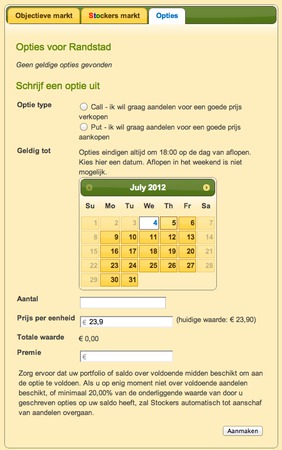 Objectieve markt Stockers markt Opties
Opties voor Randstad
Geen geldige opties gevonden
Schrijf een optie uit
Optie type
Call - ik wil graag aandelen voor een goede prijs
verkopen
Put - ik wil graag aandelen voor een goede prijs
aankopen
Geldig tot
Opties eindigen altijd om 18:00 op de dag van aflopen.
Kies hier een datum. Aflopen in het weekend is niet
mogelijk.
July 2012
Su Mo Tu We Th Fr Sa
1 2 3 4 5 6 7
8 9 10 11 12 13 14
15 16 17 18 19 20 21
22 23 24 25 26 27 28
29 30 31
Aantal
Prijs per eenheid € 23,9 (huidige waarde: € 23,90)
Totale waarde € 0,00
Premie €
Zorg ervoor dat uw portfolio of saldo over voldoende midden beschikt om aan
de optie te voldoen. Als u op enig moment niet over voldoende aandelen
beschikt, of minimaal 20,00% van de onderliggende waarde van door u
geschreven opties op uw saldo heeft, zal Stockers automatisch tot aanschaf
van aandelen overgaan.
Aanmaken